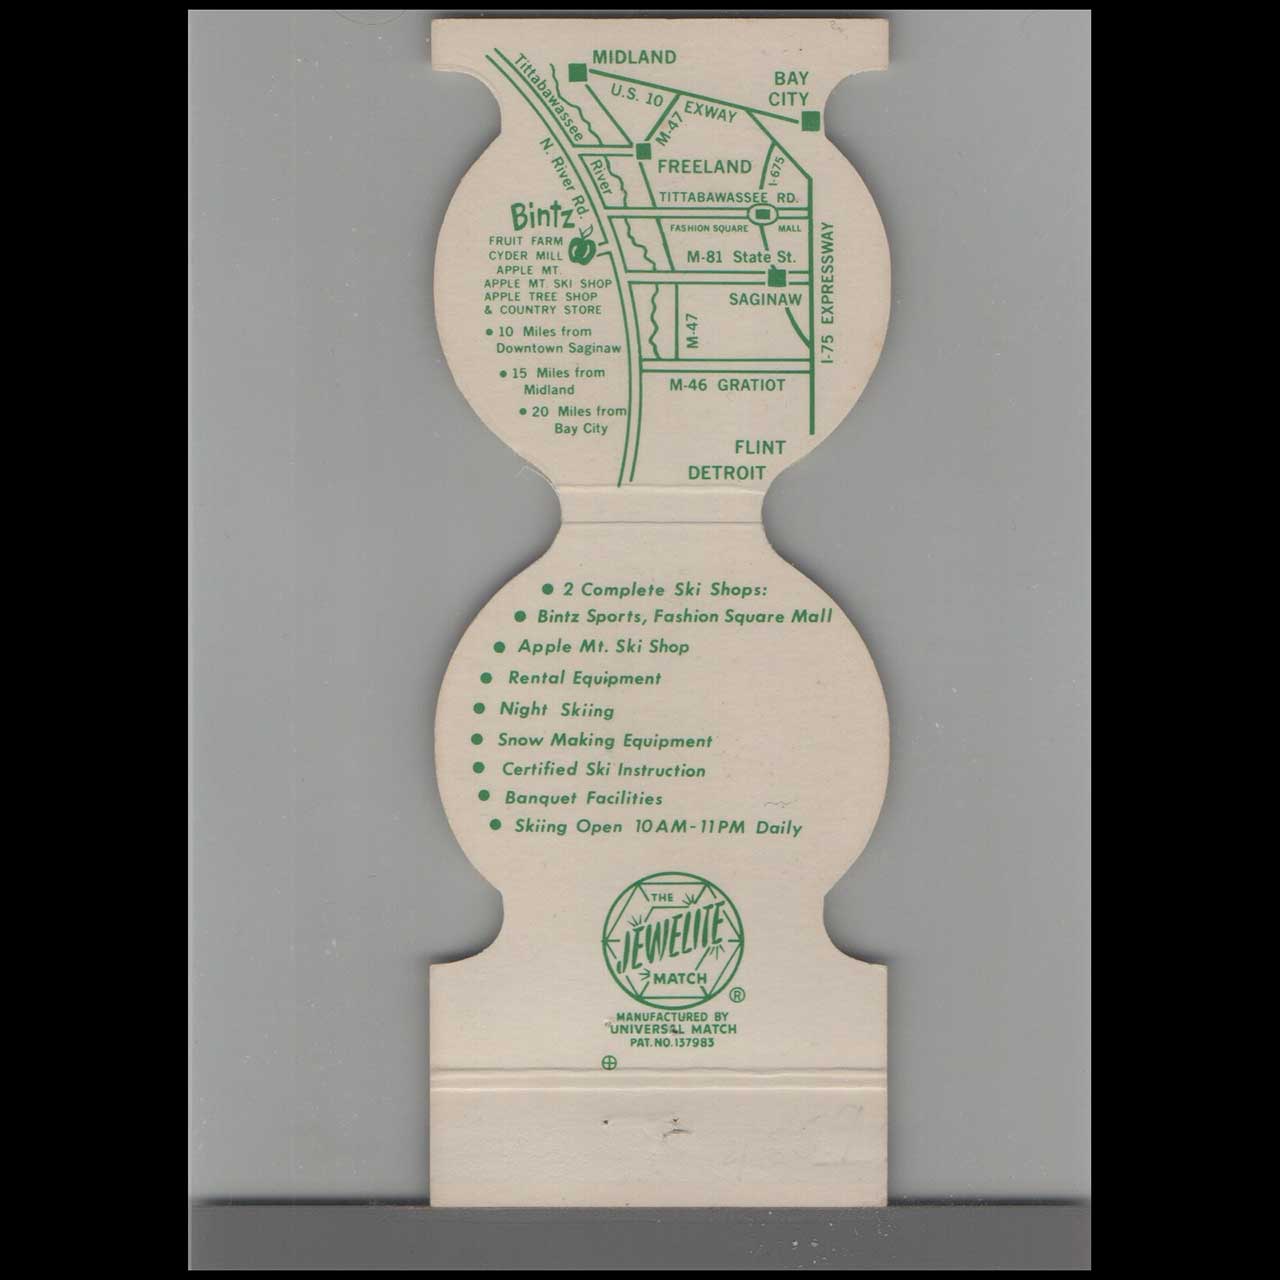 MIDLAND
BAY
CITY
Tittabawassee
River
U.S. 10
EXWAY
M-47
N. River Rd.
FREELAND
I-675
TITTABAWASSEE RD.
FASHION SQUARE MALL
Bintz
FRUIT FARM
CYDER MILL
APPLE MT.
APPLE MT. SKI SHOP
APPLE TREE SHOP
& COUNTRY STORE
M-81 State St.
SAGINAW
I-75 EXPRESSWAY
M-47
• 10 Miles from
Downtown Saginaw
• 15 Miles from
Midland
• 20 Miles from
Bay City
M-46 GRATIOT
FLINT
DETROIT
• 2 Complete Ski Shops:
• Bintz Sports, Fashion Square Mall
• Apple Mt. Ski Shop
• Rental Equipment
• Night Skiing
• Snow Making Equipment
• Certified Ski Instruction
• Banquet Facilities
• Skiing Open 10AM-11PM Daily
THE
JEWELITE
MATCH
®
MANUFACTURED BY
UNIVERSAL MATCH
PAT. NO. 137983